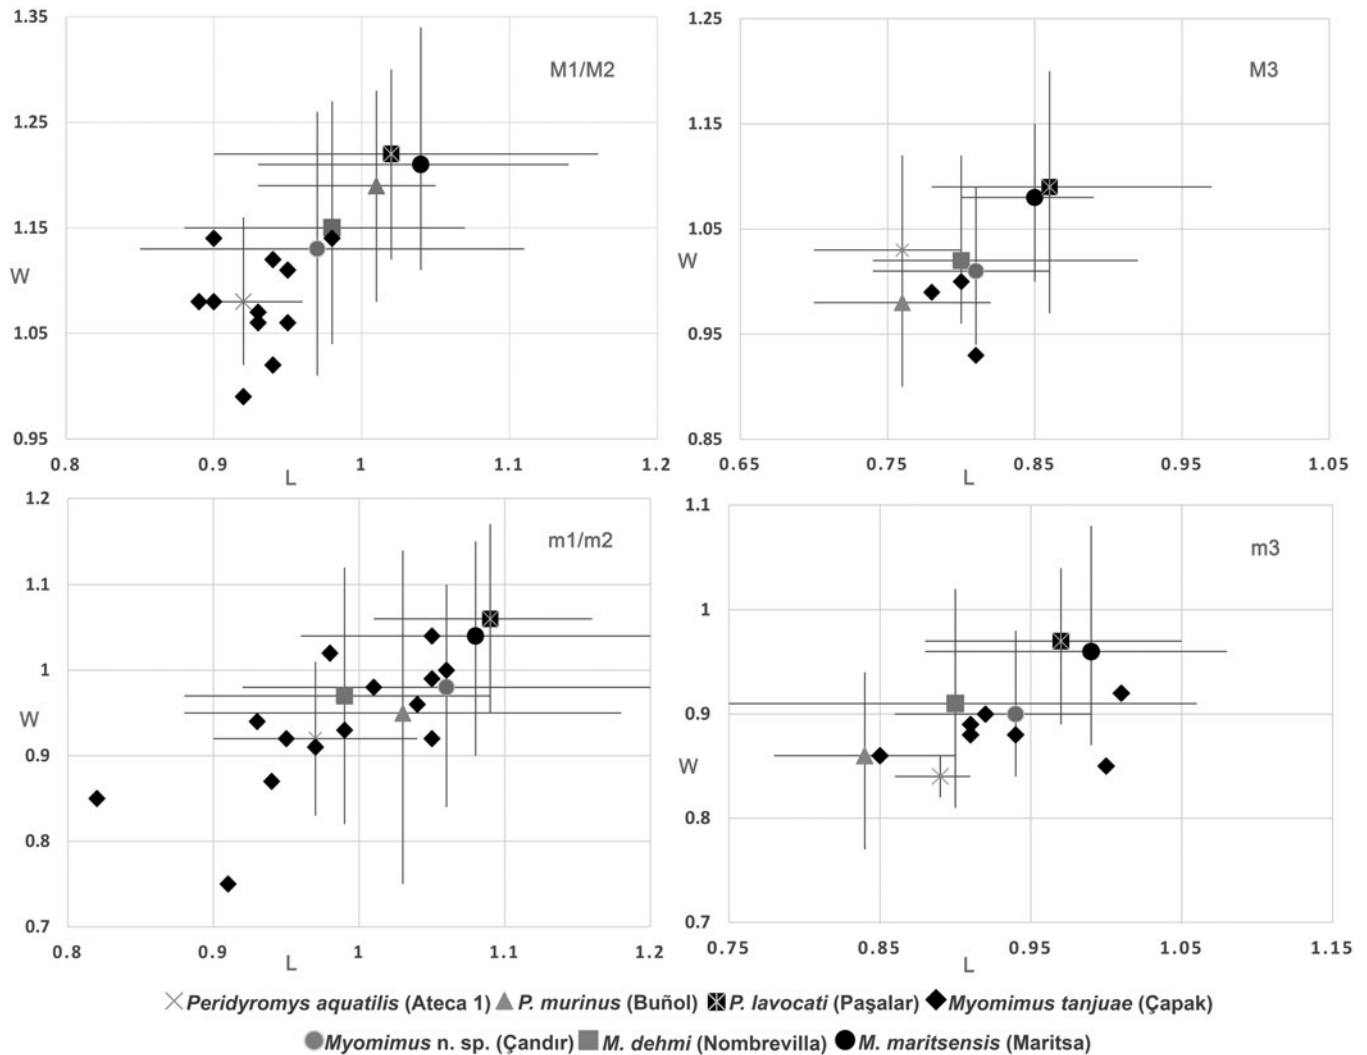 1.35
M1/M2
1.25
1.15
W
1.05
0.95
0.8 0.9 1 1.1 1.2
L
1.25
M3
1.15
1.05
W
0.95
0.85
0.65 0.75 0.85 0.95 1.05
L
1.2
m1/m2
1.1
1
W
0.9
0.8
0.7
0.8 0.9 1 1.1 1.2
L
1.1
m3
1
0.9
W
0.8
0.7
0.75 0.85 0.95 1.05 1.15
L
Peridyromys aquatilis (Ateca 1) P. murinus (Buñol) P. lavocati (Paşalar) Myomimus tanjuae (Çapak)
Myomimus n. sp. (Çandır) M. dehmi (Nombrevilla) M. maritsensis (Maritsa)